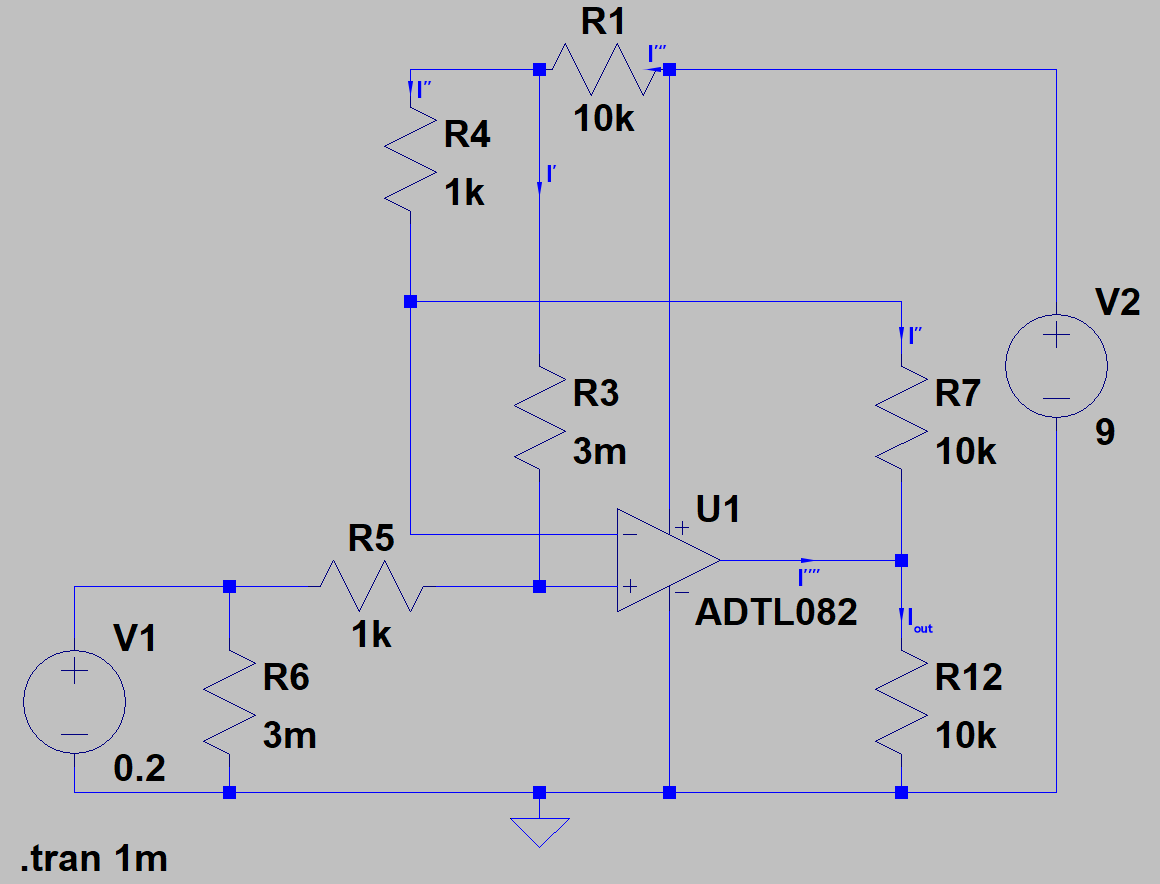 R1
I'''
10k
I''
R4
1k
I'
V2
I''
R3
3m
R7
10k
9
U1
R5
1k
I''''
ADTL082
V1
0.2
R6
3m
I out
R12
10k
.tran 1m